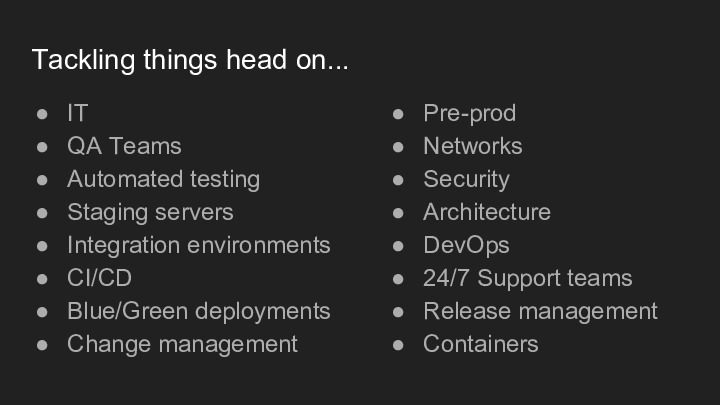 Tackling things head on...
● IT
● QA Teams
● Automated testing
● Staging servers
● Integration environments
● CI/CD
● Blue/Green deployments
● Change management
● Pre-prod
● Networks
● Security
● Architecture
● DevOps
● 24/7 Support teams
● Release management
● Containers